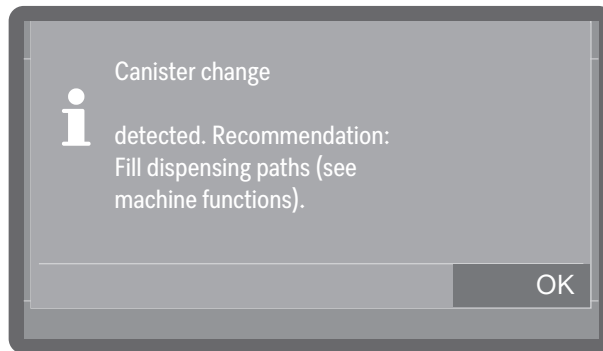 Canister change
detected. Recommendation:
Fill dispensing paths (see
machine functions).
OK